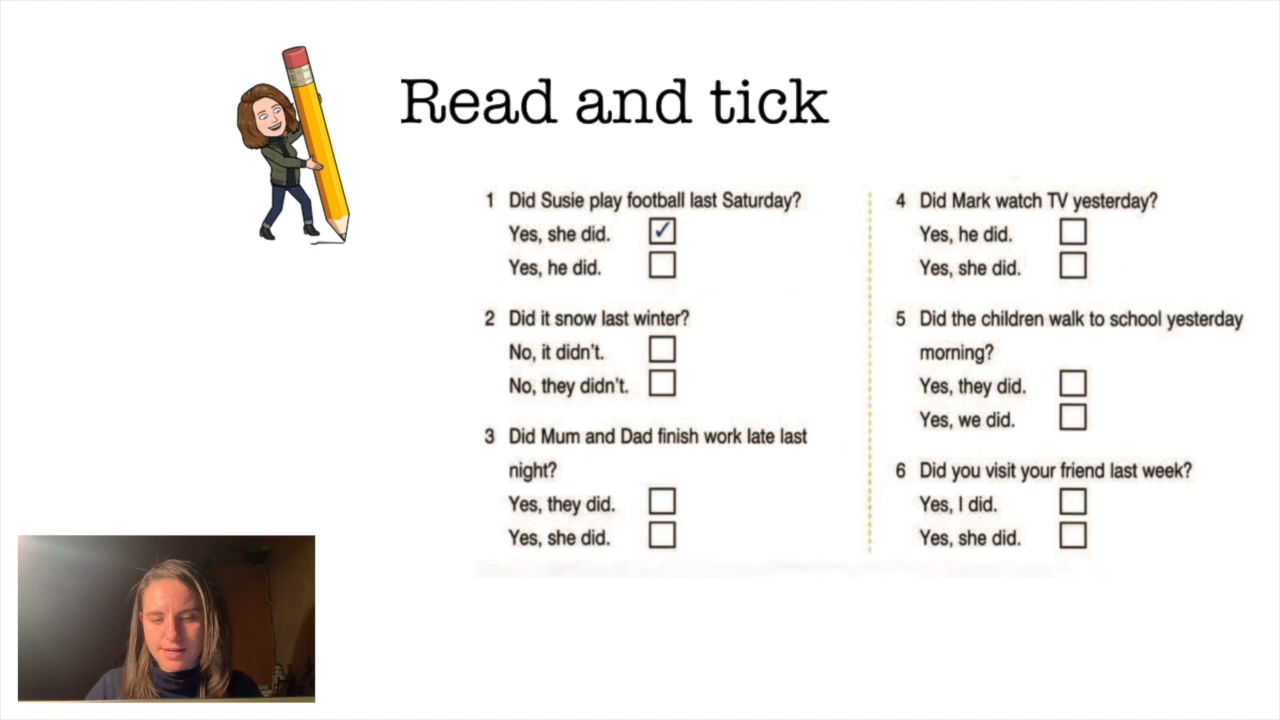 Read and tick
1 Did Susie play football last Saturday?
Yes, she did. ✓
Yes, he did.
2 Did it snow last winter?
No, it didn't.
No, they didn't.
3 Did Mum and Dad finish work late last
night?
Yes, they did.
Yes, she did.
4 Did Mark watch TV yesterday?
Yes, he did.
Yes, she did.
5 Did the children walk to school yesterday
morning?
Yes, they did.
Yes, we did.
6 Did you visit your friend last week?
Yes, I did.
Yes, she did.